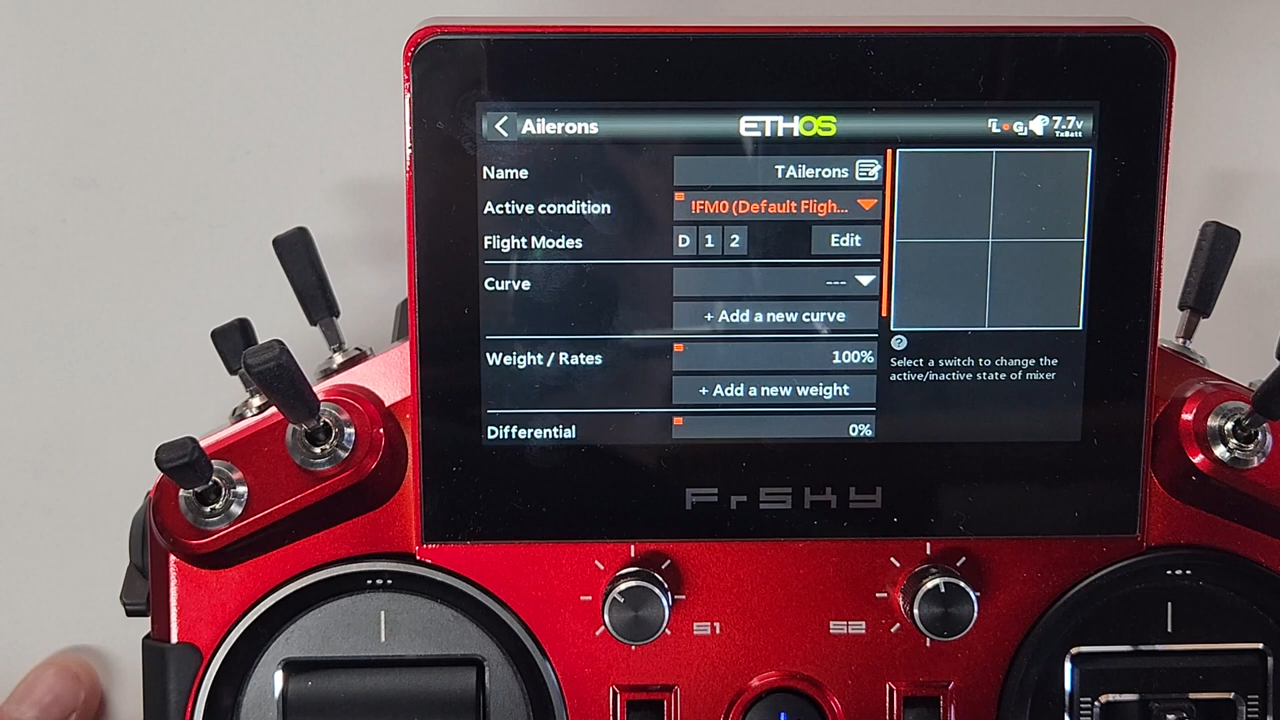 Ailerons
ETHOS
LOG
7.7V
TxBatt
Name
TAilerons
Active condition
!FM0 (Default Fligh...
Flight Modes
D 1 2
Edit
Curve
---
+ Add a new curve
Weight / Rates
100%
+ Add a new weight
Differential
0%
?
Select a switch to change the
active/inactive state of mixer
FrSKY
S1
S2